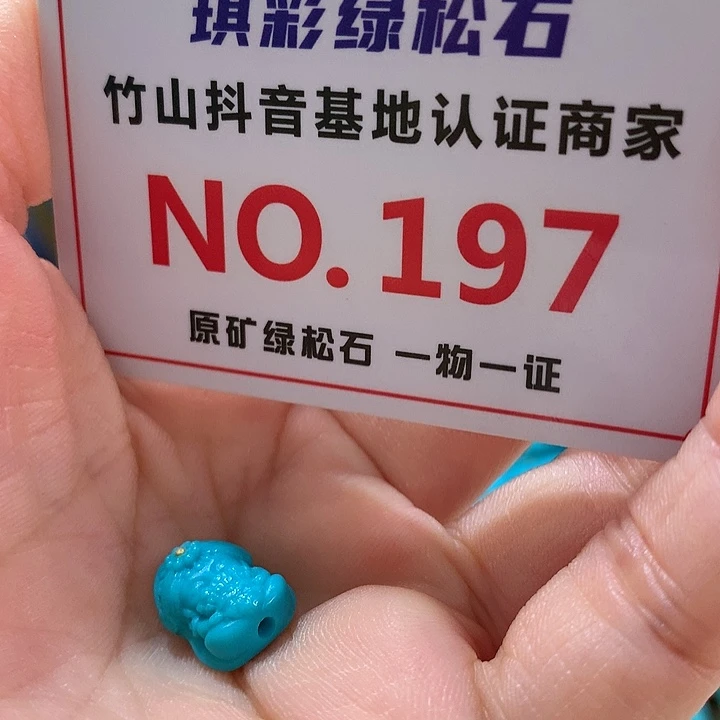 琪彩绿松石
竹山抖音基地认证商家
NO.197
原矿绿松石 一物一证